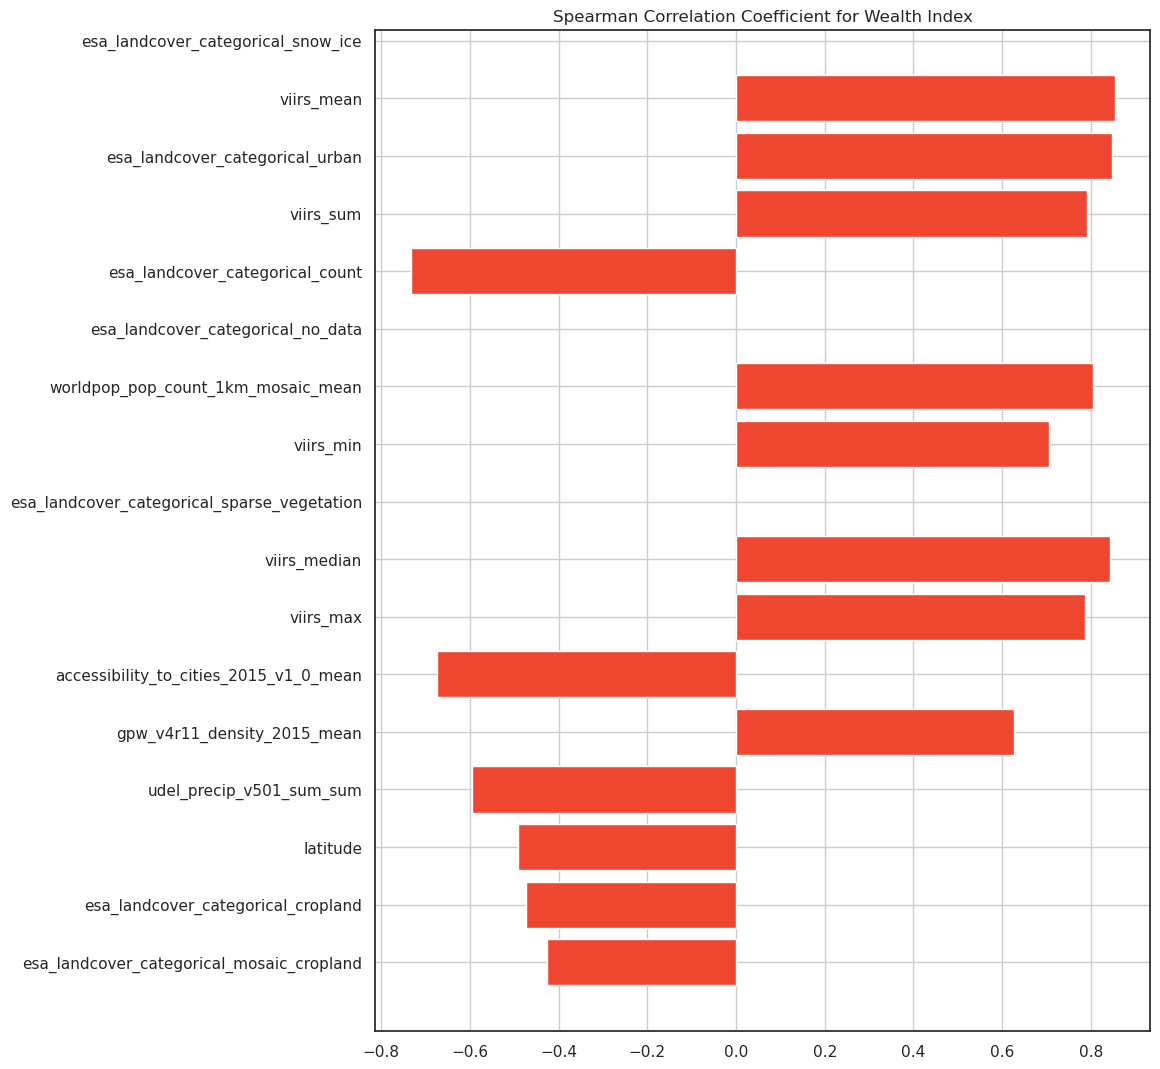 Spearman Correlation Coefficient for Wealth Index
esa_landcover_categorical_snow_ice
viirs_mean
esa_landcover_categorical_urban
viirs_sum
esa_landcover_categorical_count
esa_landcover_categorical_no_data
worldpop_pop_count_1km_mosaic_mean
viirs_min
esa_landcover_categorical_sparse_vegetation
viirs_median
viirs_max
accessibility_to_cities_2015_v1_0_mean
gpw_v4r11_density_2015_mean
udel_precip_v501_sum_sum
latitude
esa_landcover_categorical_cropland
esa_landcover_categorical_mosaic_cropland
−0.8 −0.6 −0.4 −0.2 0.0 0.2 0.4 0.6 0.8